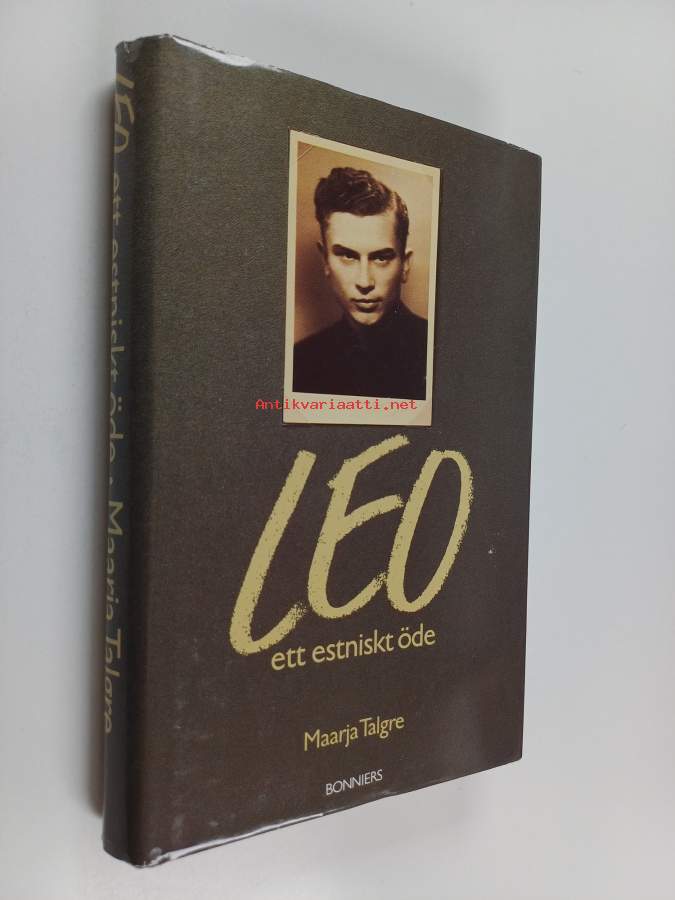 LEO ett estniskt öde • Maarja Talgre
Antikvariaatti.net
LEO
ett estniskt öde
Maarja Talgre
BONNIERS